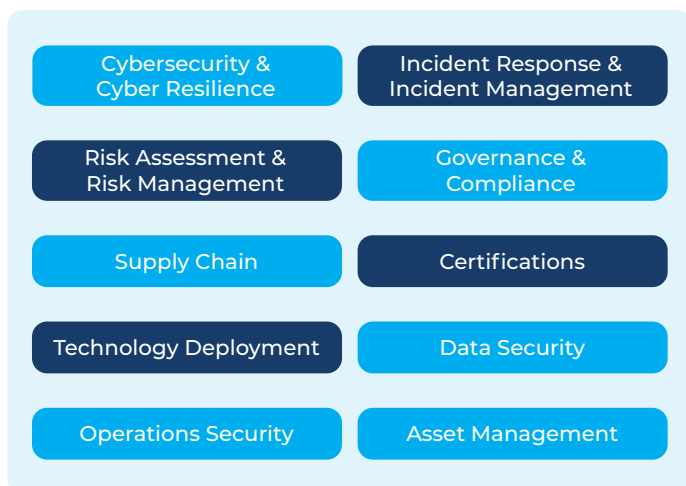 Cybersecurity &
Cyber Resilience
Incident Response &
Incident Management
Risk Assessment &
Risk Management
Governance &
Compliance
Supply Chain
Certifications
Technology Deployment
Data Security
Operations Security
Asset Management